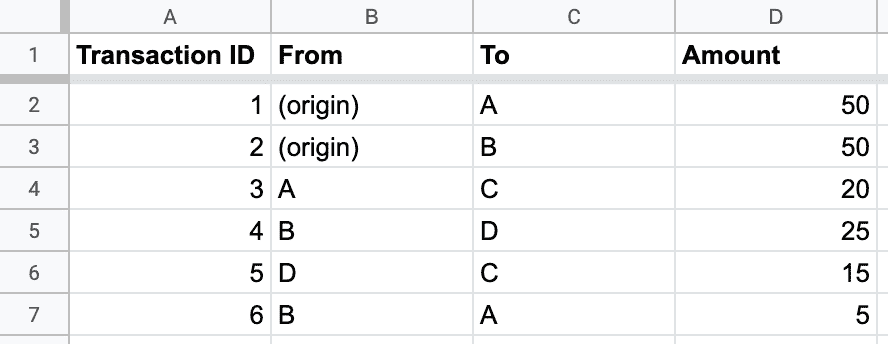 A B C D
1 Transaction ID From To Amount
2 1 (origin) A 50
3 2 (origin) B 50
4 3 A C 20
5 4 B D 25
6 5 D C 15
7 6 B A 5